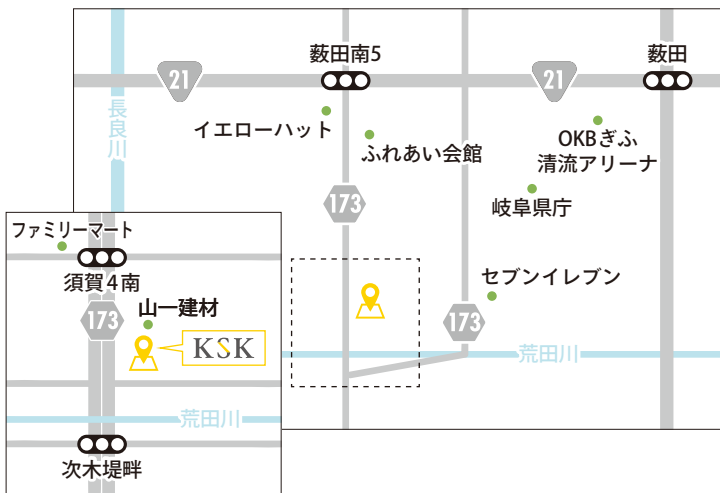 薮田南5
薮田
21
21
長良川
イエローハット
ふれあい会館
OKBぎふ
清流アリーナ
岐阜県庁
173
セブンイレブン
173
荒田川
ファミリーマート
須賀4南
173
山一建材
KSK
荒田川
次木堤畔